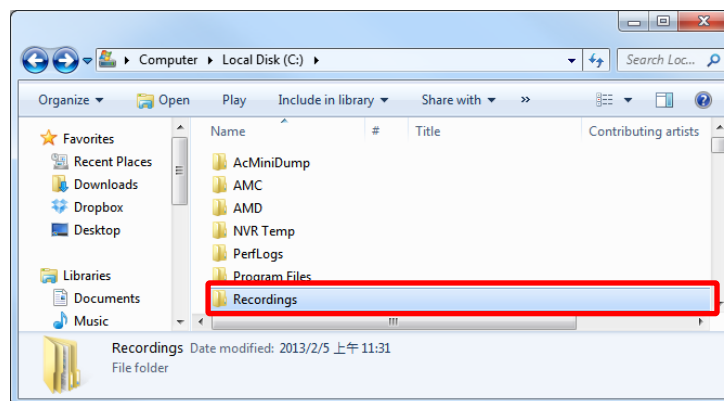 Computer Local Disk (C:) Search Loc...
Organize Open Play Include in library Share with »
Favorites
Recent Places
Downloads
Dropbox
Desktop
Libraries
Documents
Music
Name # Title Contributing artists
AcMiniDump
AMC
AMD
NVR Temp
PerfLogs
Program Files
Recordings
Recordings Date modified: 2013/2/5 上午 11:31
File folder